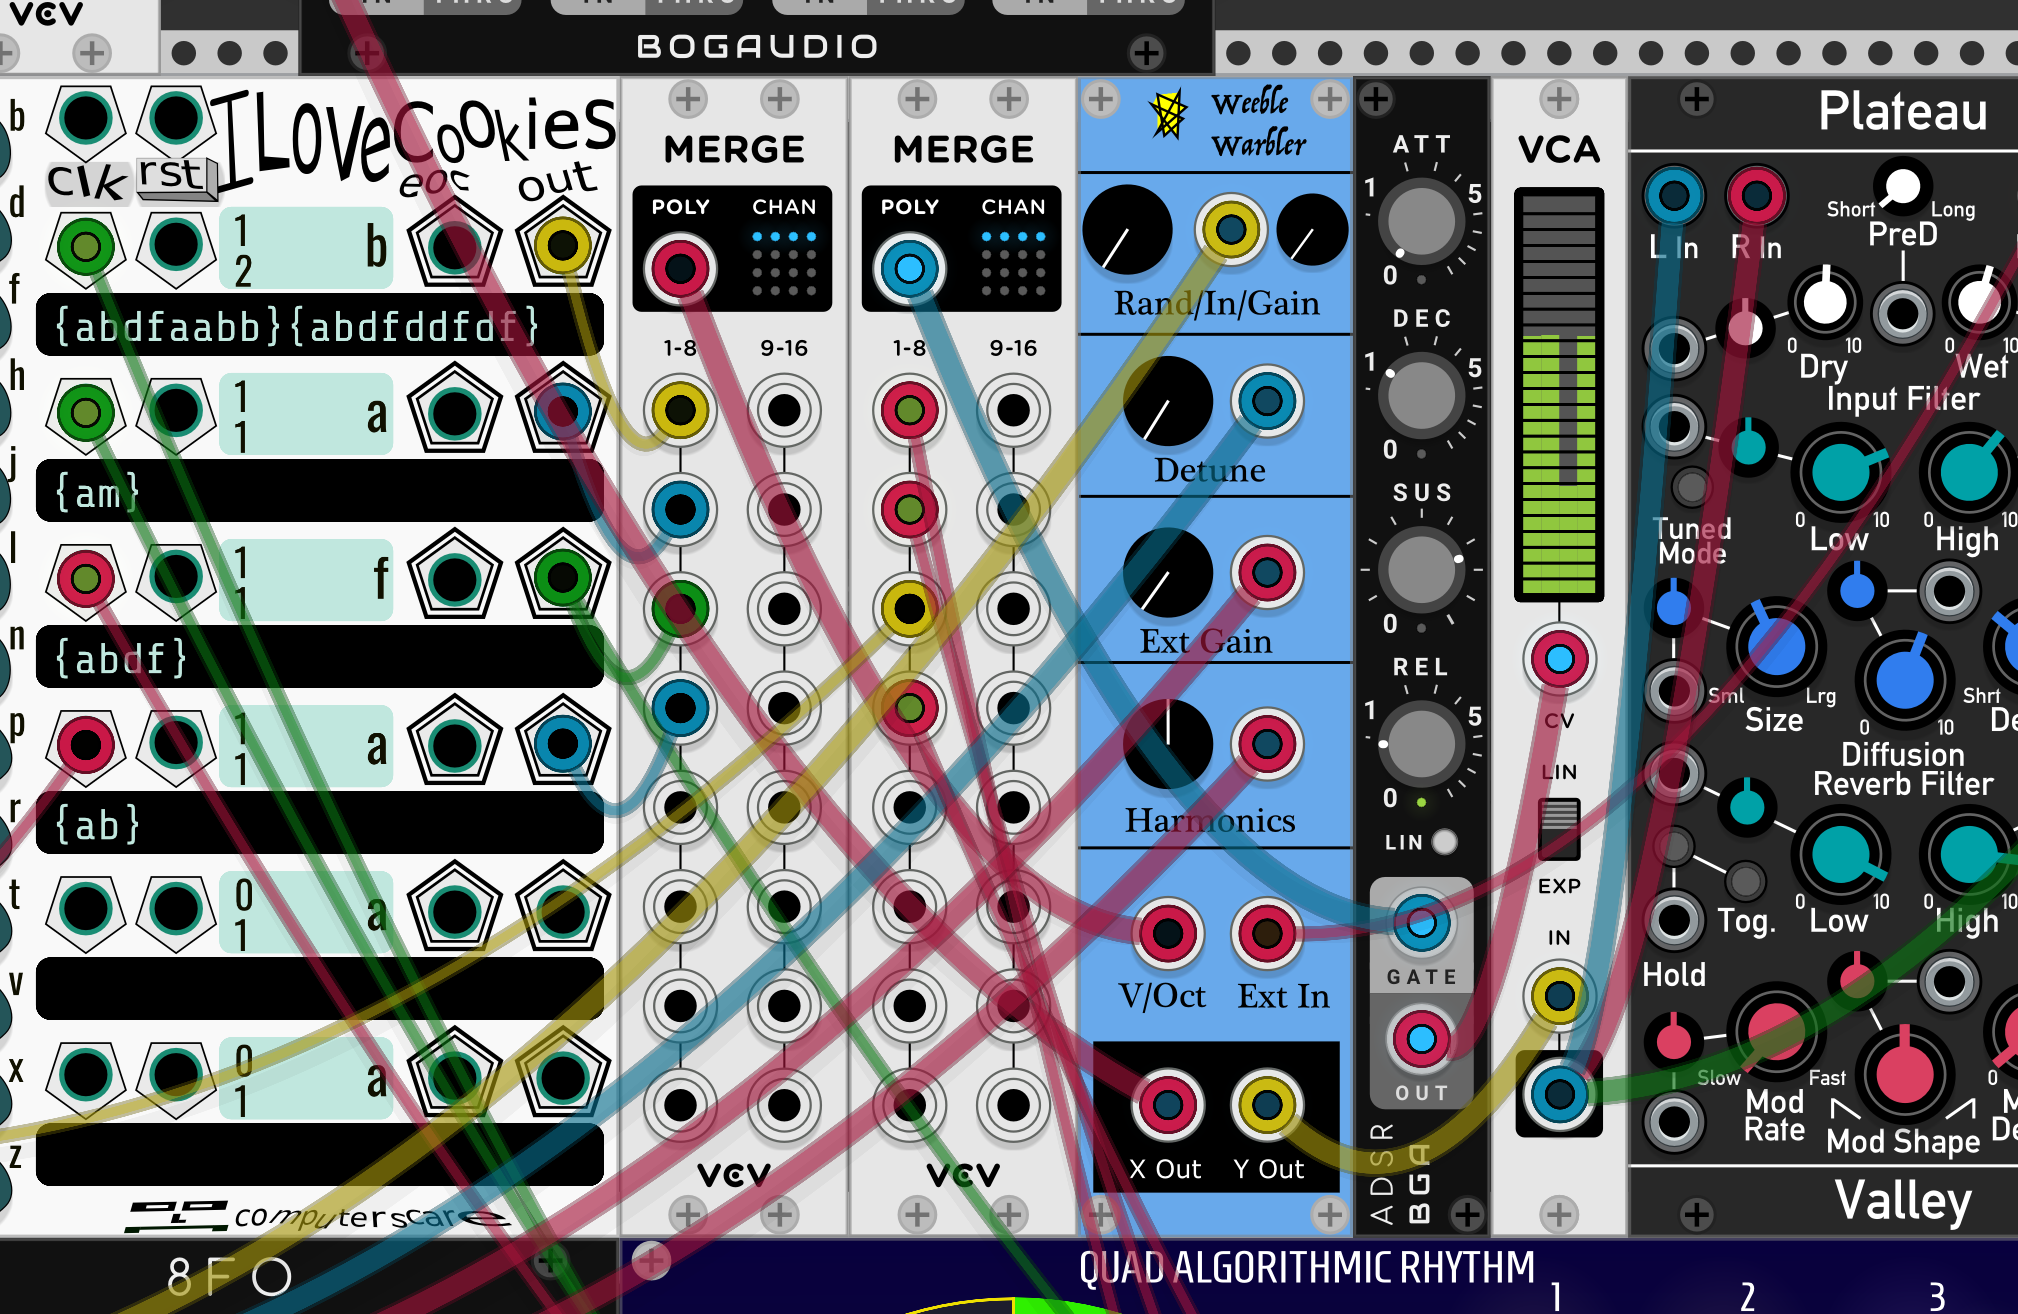 VCV
BOGAUDIO
b
d
f
h
j
l
n
p
r
t
v
x
z
ILoveCookies
clk
rst
eoc
out
1
2
b
{abdfaabb}{abdfddfdf}
1
1
a
{am}
1
1
f
{abdf}
1
1
a
{ab}
0
1
a
0
1
a
computerscare
8FO
MERGE
POLY
CHAN
1-8
9-16
VCV
MERGE
POLY
CHAN
1-8
9-16
VCV
Weeble
Warbler
Rand/In/Gain
Detune
Ext Gain
Harmonics
V/Oct
Ext In
X Out
Y Out
ATT
1
5
0
DEC
1
5
0
SUS
0
REL
1
5
0
LIN
GATE
OUT
ADSR
BGA
VCA
CV
LIN
EXP
IN
Plateau
L In
R In
Short
Long
PreD
0
10
Dry
0
10
Wet
Input Filter
Tuned
Mode
0
10
Low
0
10
High
Sml
Lrg
Size
0
10
Diffusion
Shrt
Reverb Filter
Tog.
0
10
Low
0
10
High
Hold
Slow
Fast
Mod
Rate
Mod Shape
0
Valley
QUAD ALGORITHMIC RHYTHM
1
2
3